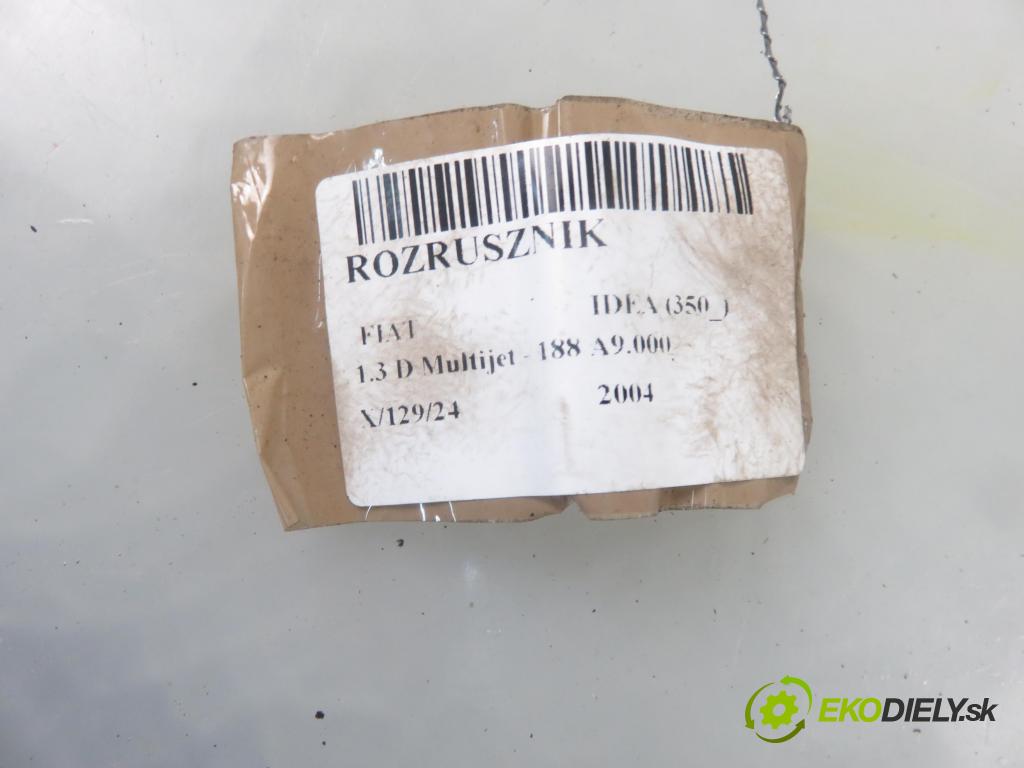 ROZRUSZNIK
FIAT IDEA (350_)
1.3 D Multijet - 188 A9.000
X/129/24 2004
EKODIELY.sk